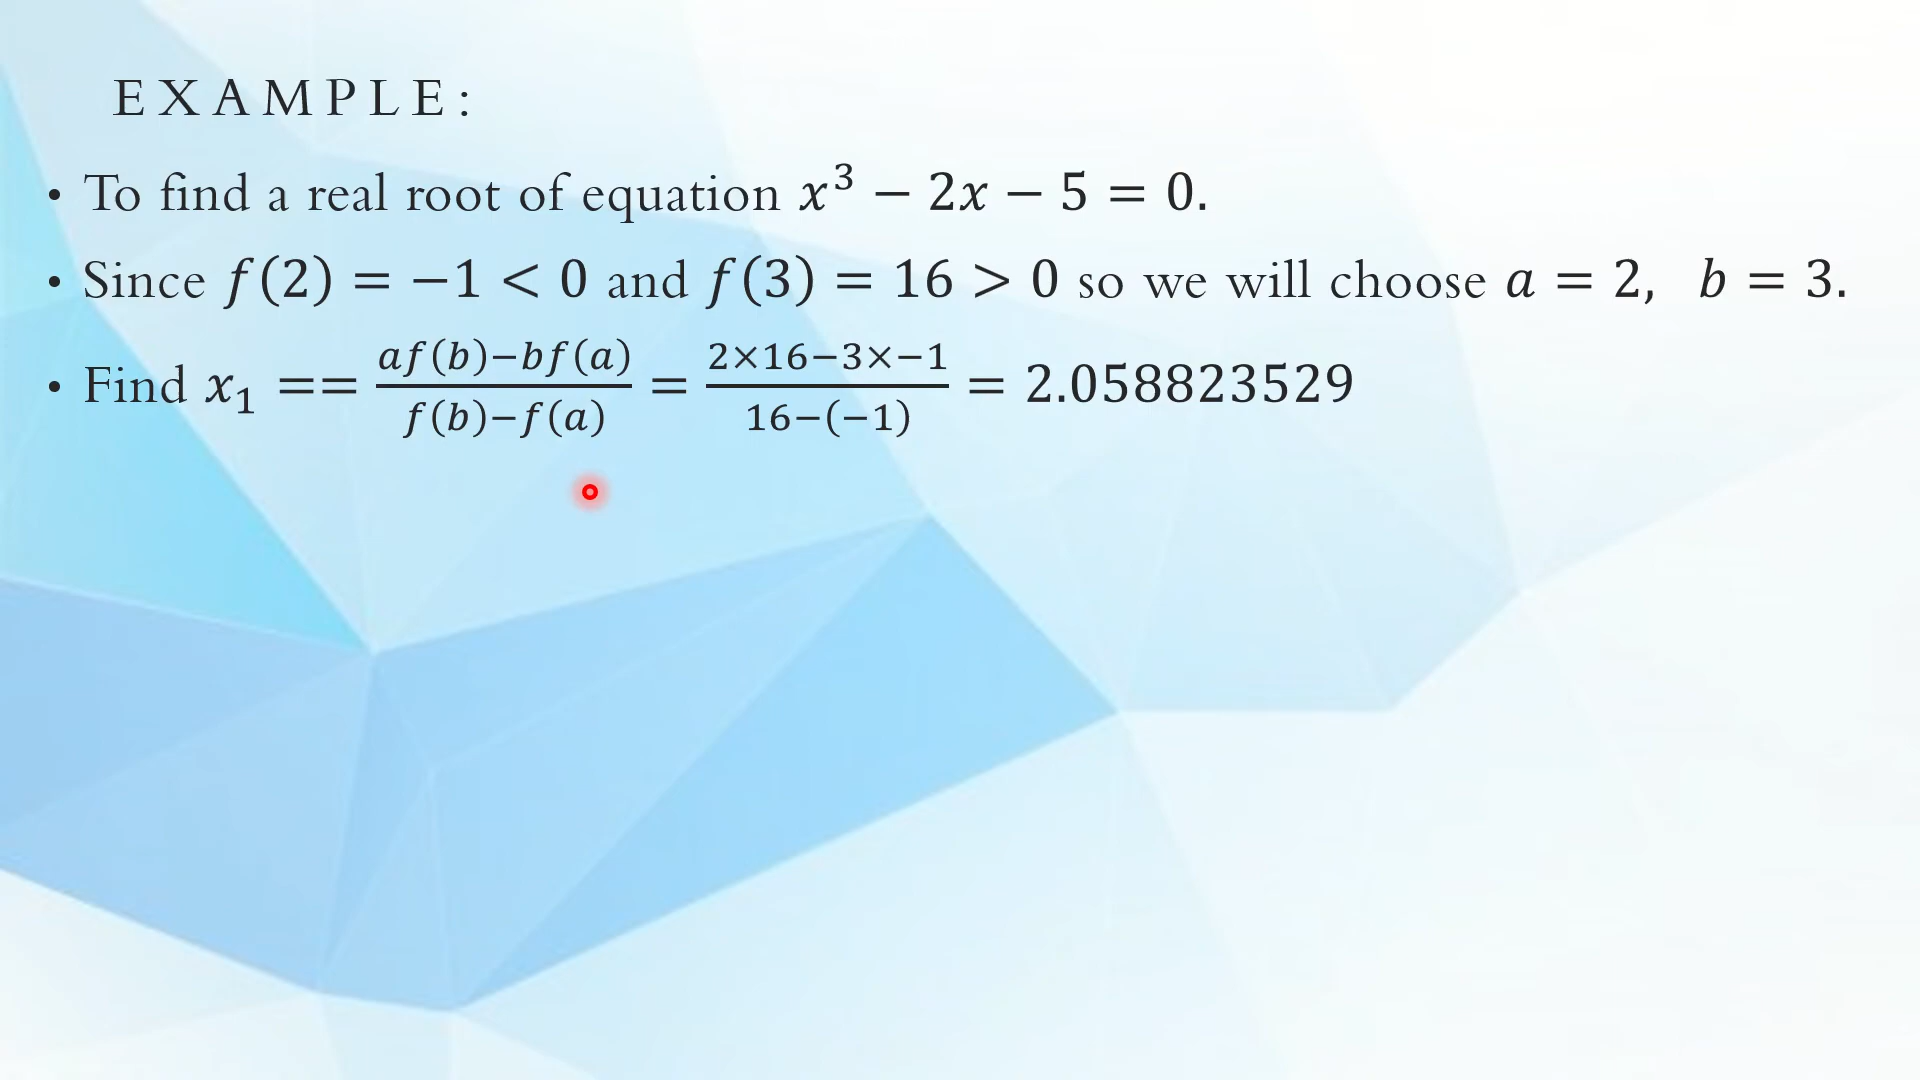 EXAMPLE:
• To find a real root of equation x³ − 2x − 5 = 0.
• Since f(2) = −1 < 0 and f(3) = 16 > 0 so we will choose a = 2, b = 3.
• Find x₁ == af(b)−bf(a) / f(b)−f(a) = 2×16−3×−1 / 16−(−1) = 2.058823529